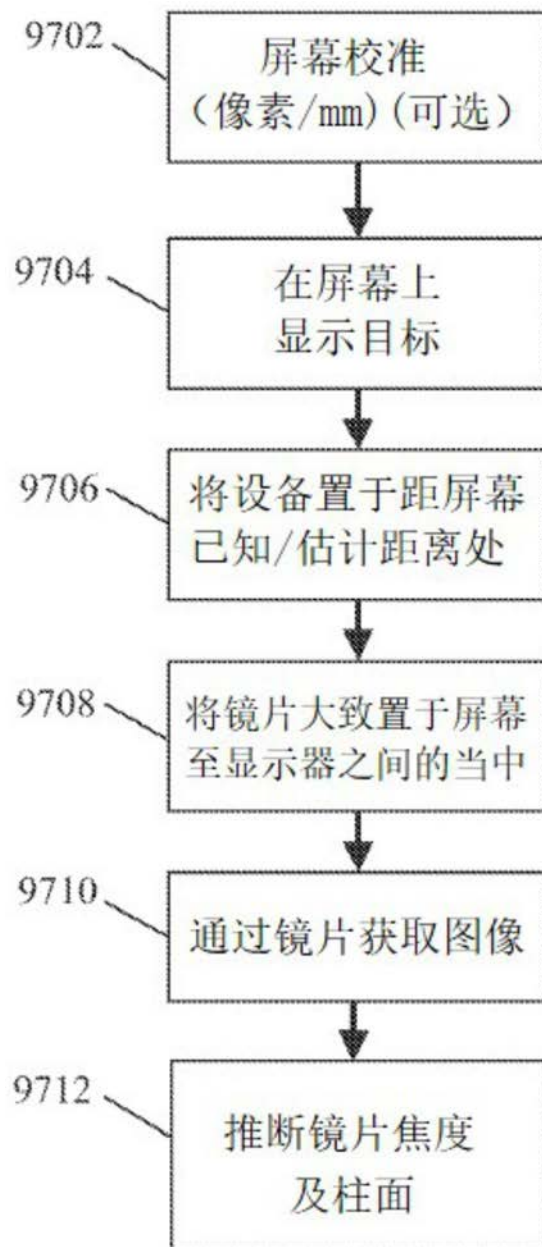 9702
屏幕校准
（像素/mm)(可选）
9704
在屏幕上
显示目标
9706
将设备置于距屏幕
已知/估计距离处
9708
将镜片大致置于屏幕
至显示器之间的当中
9710
通过镜片获取图像
9712
推断镜片焦度
及柱面